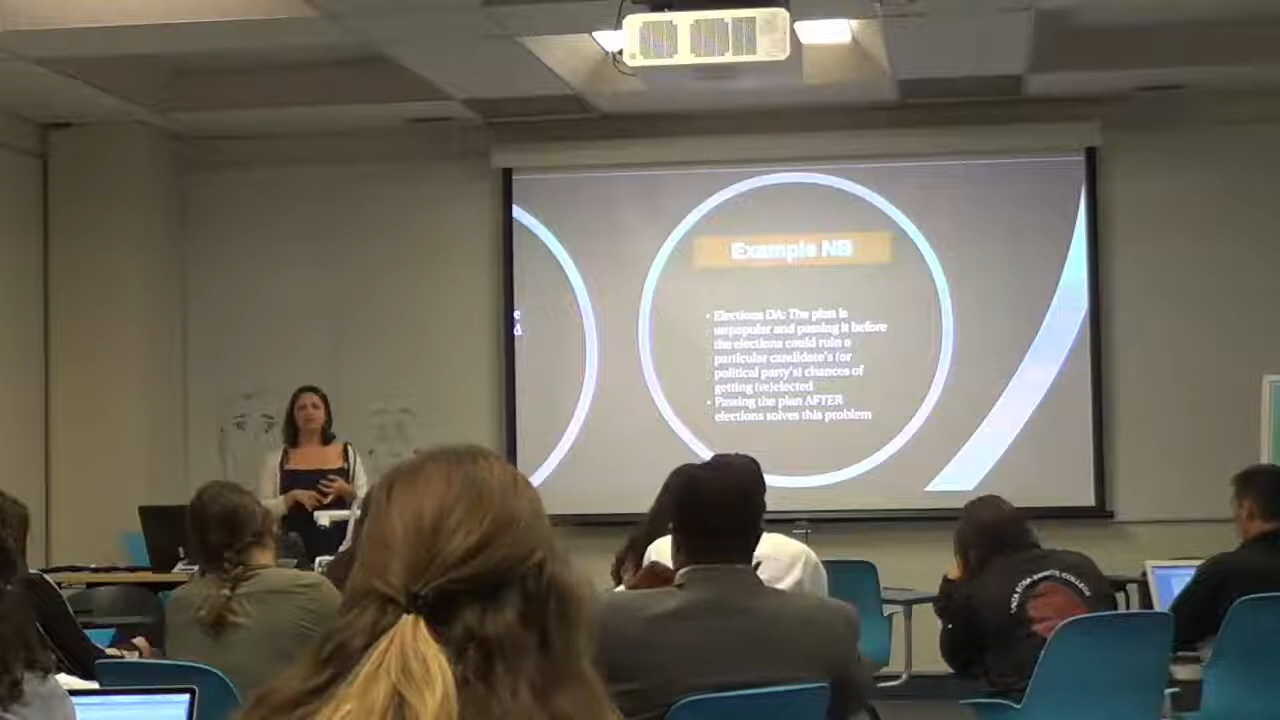 Example NB
• Elections DA: The plan is
unpopular and passing it before
the elections could ruin a
particular candidate's (or
political party's) chances of
getting (re)elected
• Passing the plan AFTER
elections solves this problem